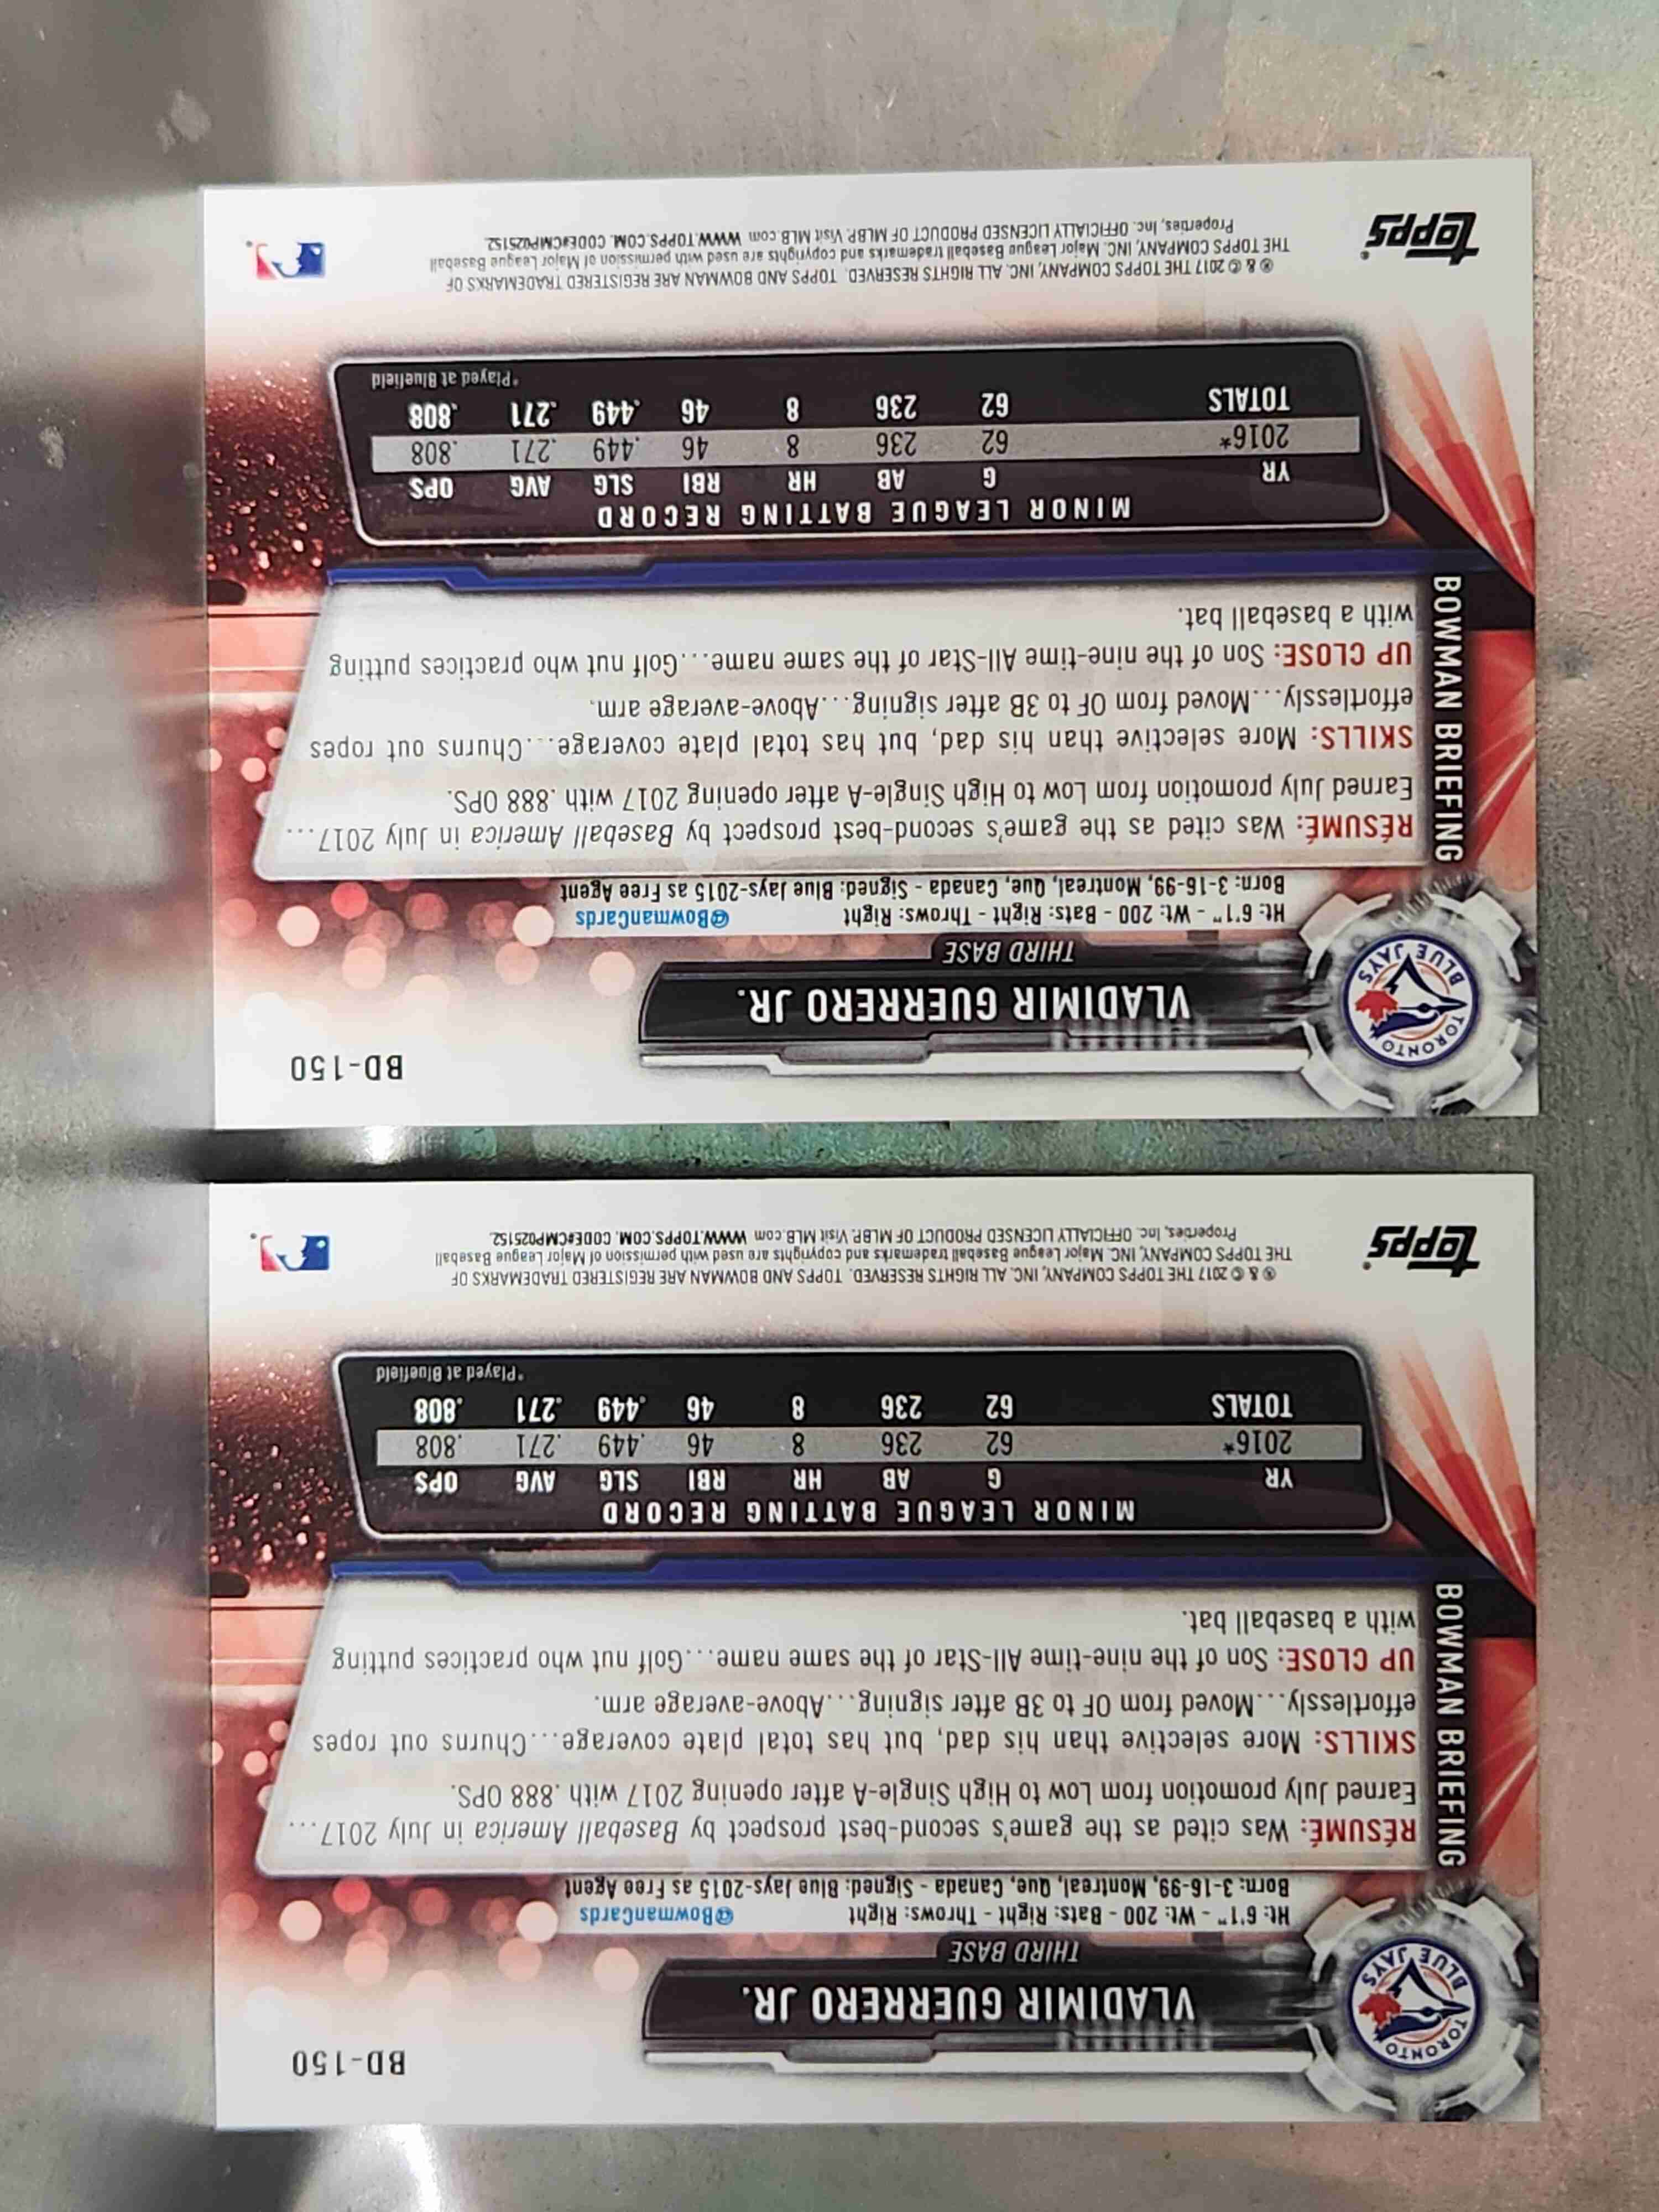 BD-150
VLADIMIR GUERRERO JR.
THIRD BASE
TORONTO BLUE JAYS
Ht: 6'1" - Wt: 200 - Bats: Right - Throws: Right @BowmanCards
Born: 3-16-99, Montreal, Que, Canada - Signed: Blue Jays-2015 as Free Agent
BOWMAN BRIEFING
RÉSUMÉ: Was cited as the game's second-best prospect by Baseball America in July 2017...
Earned July promotion from Low to High Single-A after opening 2017 with .888 OPS.
SKILLS: More selective than his dad, but has total plate coverage...Churns out ropes
effortlessly...Moved from OF to 3B after signing...Above-average arm.
UP CLOSE: Son of the nine-time All-Star of the same name...Golf nut who practices putting
with a baseball bat.
MINOR LEAGUE BATTING RECORD
YR G AB HR RBI SLG AVG OPS
2016* 62 236 8 46 .449 .271 .808
TOTALS 62 236 8 46 .449 .271 .808
*Played at Bluefield
® & © 2017 THE TOPPS COMPANY, INC. ALL RIGHTS RESERVED. TOPPS AND BOWMAN ARE REGISTERED TRADEMARKS OF
THE TOPPS COMPANY, INC. Major League Baseball trademarks and copyrights are used with permission of Major League Baseball
Properties, Inc. OFFICIALLY LICENSED PRODUCT OF MLBP. Visit MLB.com WWW.TOPPS.COM. CODE#CMP025152
Topps®
BD-150
VLADIMIR GUERRERO JR.
THIRD BASE
TORONTO BLUE JAYS
Ht: 6'1" - Wt: 200 - Bats: Right - Throws: Right @BowmanCards
Born: 3-16-99, Montreal, Que, Canada - Signed: Blue Jays-2015 as Free Agent
BOWMAN BRIEFING
RÉSUMÉ: Was cited as the game's second-best prospect by Baseball America in July 2017...
Earned July promotion from Low to High Single-A after opening 2017 with .888 OPS.
SKILLS: More selective than his dad, but has total plate coverage...Churns out ropes
effortlessly...Moved from OF to 3B after signing...Above-average arm.
UP CLOSE: Son of the nine-time All-Star of the same name...Golf nut who practices putting
with a baseball bat.
MINOR LEAGUE BATTING RECORD
YR G AB HR RBI SLG AVG OPS
2016* 62 236 8 46 .449 .271 .808
TOTALS 62 236 8 46 .449 .271 .808
*Played at Bluefield
® & © 2017 THE TOPPS COMPANY, INC. ALL RIGHTS RESERVED. TOPPS AND BOWMAN ARE REGISTERED TRADEMARKS OF
THE TOPPS COMPANY, INC. Major League Baseball trademarks and copyrights are used with permission of Major League Baseball
Properties, Inc. OFFICIALLY LICENSED PRODUCT OF MLBP. Visit MLB.com WWW.TOPPS.COM. CODE#CMP025152
Topps®